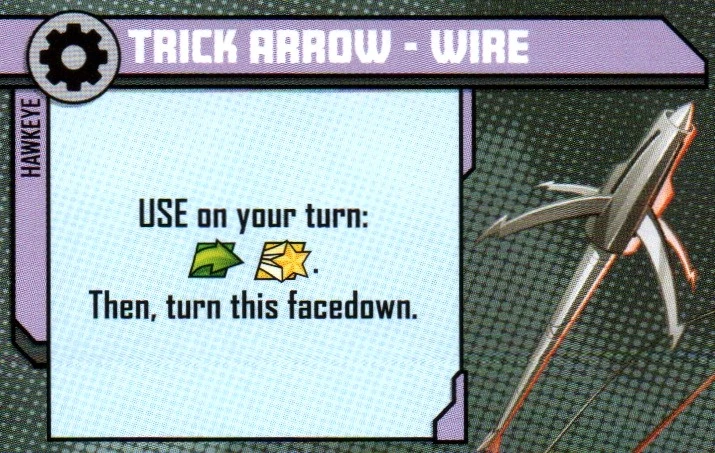 TRICK ARROW - WIRE
HAWKEYE
USE on your turn:
.
Then, turn this facedown.